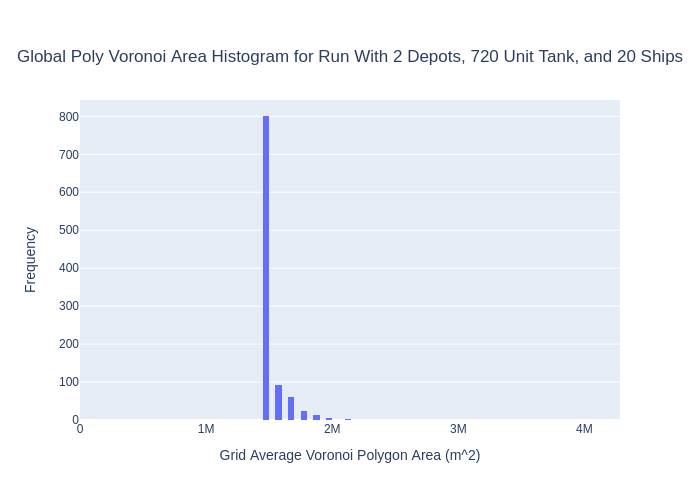 Global Poly Voronoi Area Histogram for Run With 2 Depots, 720 Unit Tank, and 20 Ships
800
700
600
500
400
300
200
100
0
Frequency
0 1M 2M 3M 4M
Grid Average Voronoi Polygon Area (m^2)